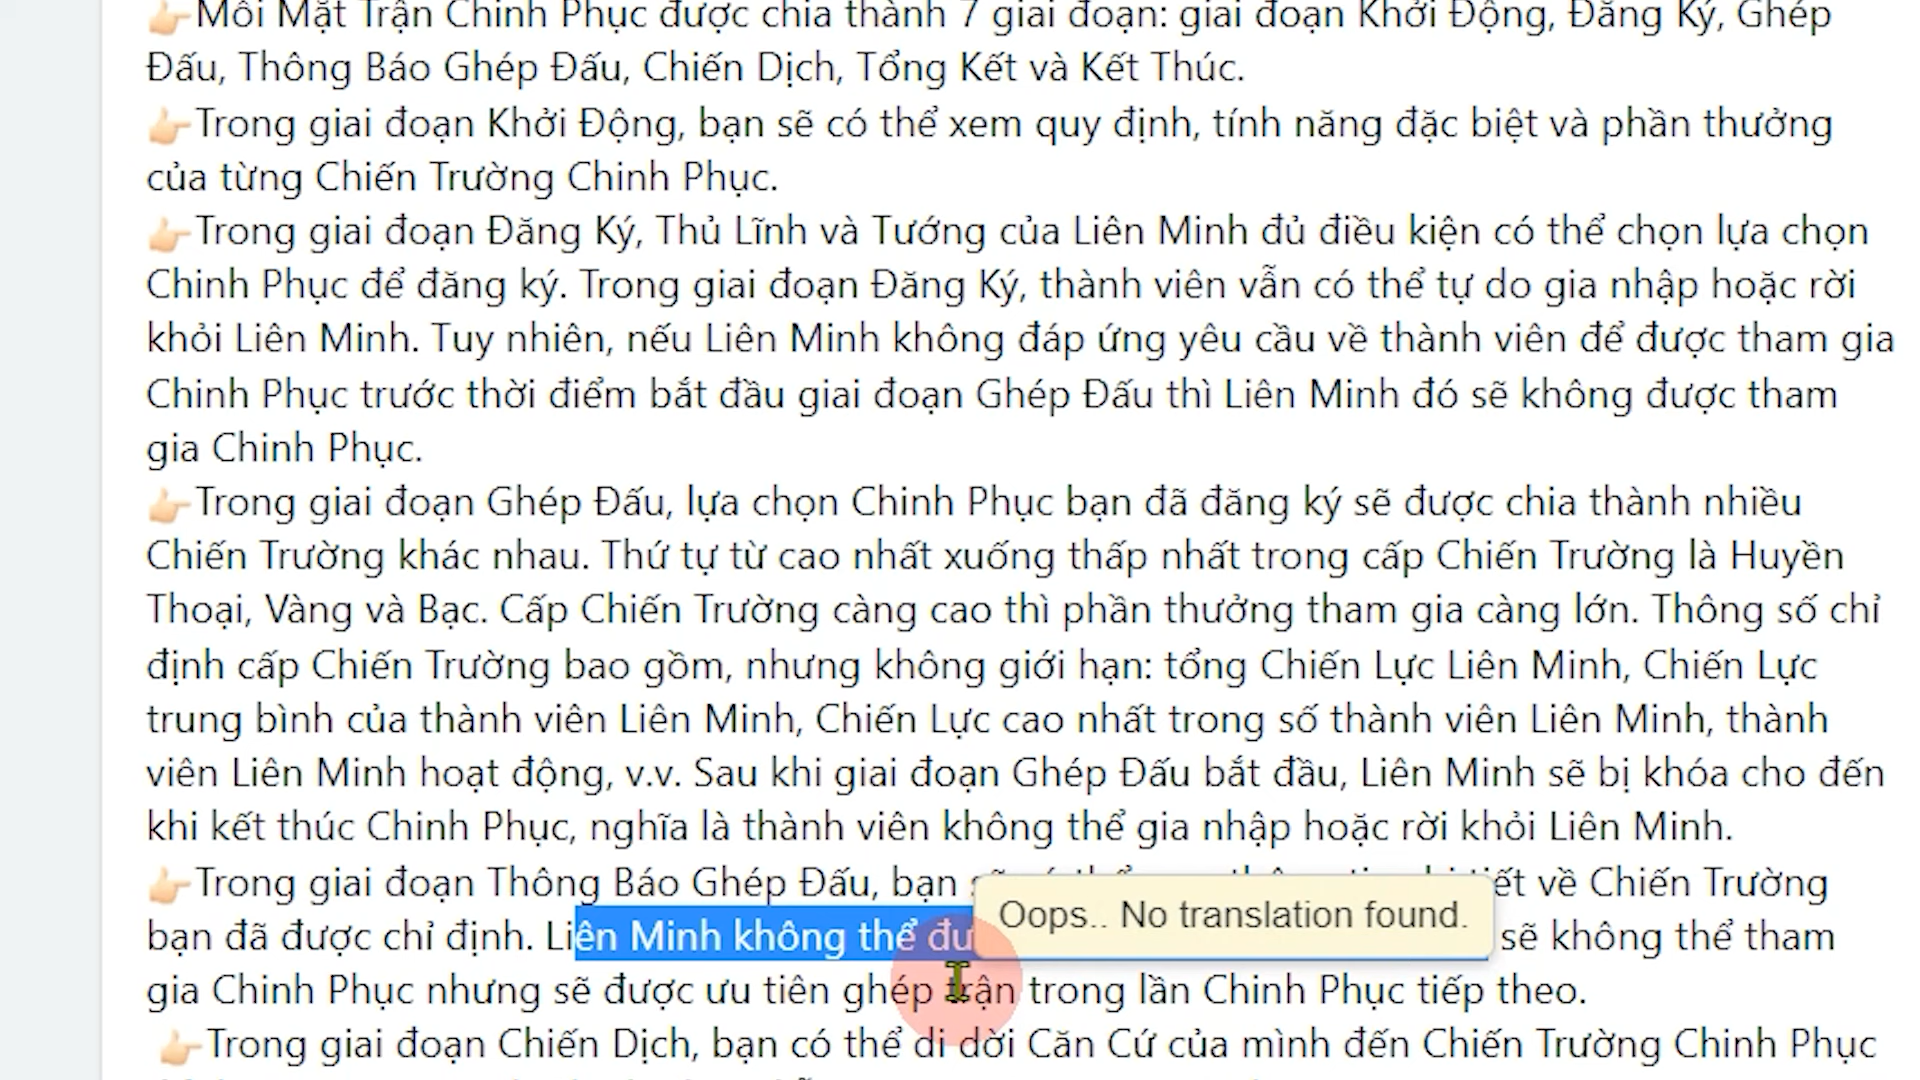 👉🏻Mỗi Mặt Trận Chinh Phục được chia thành 7 giai đoạn: giai đoạn Khởi Động, Đăng Ký, Ghép
Đấu, Thông Báo Ghép Đấu, Chiến Dịch, Tổng Kết và Kết Thúc.
👉🏻Trong giai đoạn Khởi Động, bạn sẽ có thể xem quy định, tính năng đặc biệt và phần thưởng
của từng Chiến Trường Chinh Phục.
👉🏻Trong giai đoạn Đăng Ký, Thủ Lĩnh và Tướng của Liên Minh đủ điều kiện có thể chọn lựa chọn
Chinh Phục để đăng ký. Trong giai đoạn Đăng Ký, thành viên vẫn có thể tự do gia nhập hoặc rời
khỏi Liên Minh. Tuy nhiên, nếu Liên Minh không đáp ứng yêu cầu về thành viên để được tham gia
Chinh Phục trước thời điểm bắt đầu giai đoạn Ghép Đấu thì Liên Minh đó sẽ không được tham
gia Chinh Phục.
👉🏻Trong giai đoạn Ghép Đấu, lựa chọn Chinh Phục bạn đã đăng ký sẽ được chia thành nhiều
Chiến Trường khác nhau. Thứ tự từ cao nhất xuống thấp nhất trong cấp Chiến Trường là Huyền
Thoại, Vàng và Bạc. Cấp Chiến Trường càng cao thì phần thưởng tham gia càng lớn. Thông số chỉ
định cấp Chiến Trường bao gồm, nhưng không giới hạn: tổng Chiến Lực Liên Minh, Chiến Lực
trung bình của thành viên Liên Minh, Chiến Lực cao nhất trong số thành viên Liên Minh, thành
viên Liên Minh hoạt động, v.v. Sau khi giai đoạn Ghép Đấu bắt đầu, Liên Minh sẽ bị khóa cho đến
khi kết thúc Chinh Phục, nghĩa là thành viên không thể gia nhập hoặc rời khỏi Liên Minh.
👉🏻Trong giai đoạn Thông Báo Ghép Đấu, bạn về Chiến Trường
Oops.. No translation found.
bạn đã được chỉ định. Liên Minh không thể sẽ không thể tham
gia Chinh Phục nhưng sẽ được ưu tiên ghép trận trong lần Chinh Phục tiếp theo.
👉🏻Trong giai đoạn Chiến Dịch, bạn có thể di dời Căn Cứ của mình đến Chiến Trường Chinh Phục